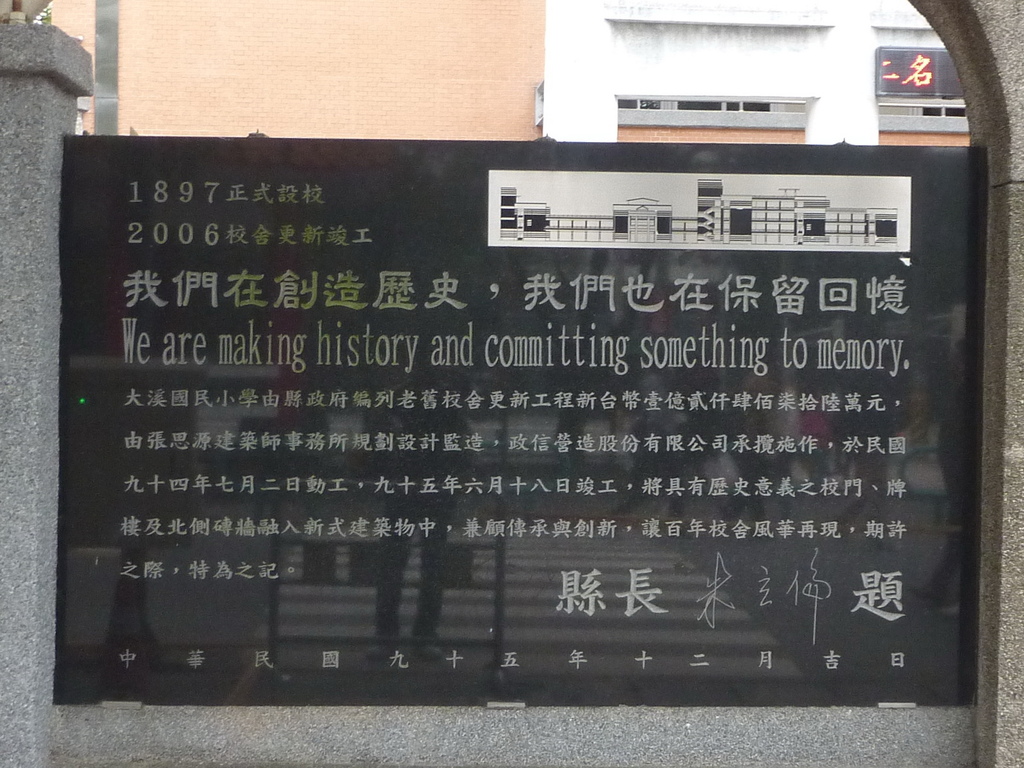 二名
1897正式設校
2006校舍更新竣工
我們在創造歷史，我們也在保留回憶
We are making history and committing something to memory.
大溪國民小學由縣政府編列老舊校舍更新工程新台幣壹億貳仟肆佰柒拾陸萬元，
由張思源建築師事務所規劃設計監造，政信營造股份有限公司承攬施作，於民國
九十四年七月二日動工，九十五年六月十八日竣工，將具有歷史意義之校門、牌
樓及北側磚牆融入新式建築物中，兼顧傳承與創新，讓百年校舍風華再現，期許
之際，特為之記。
縣長 朱立倫 題
中華民國九十五年十二月吉日